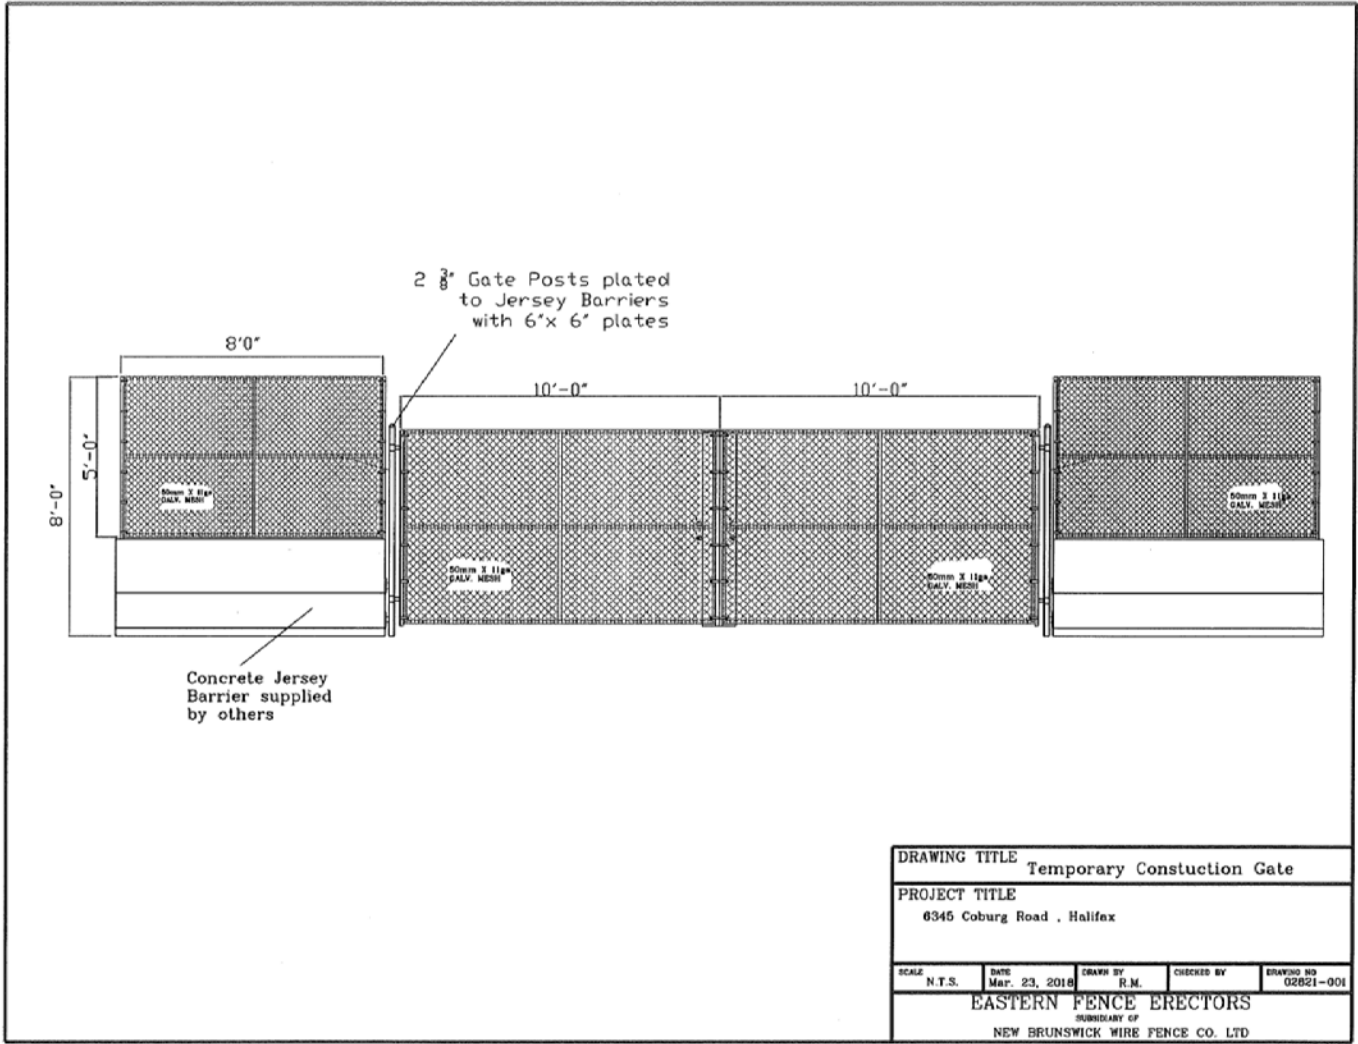 2 3/8" Gate Posts plated
to Jersey Barriers
with 6"x 6" plates
8'0"
10'-0"
10'-0"
5'-0"
8'-0"
50mm X 11ga
GALV. MESH
50mm X 11ga
GALV. MESH
50mm X 11ga
GALV. MESH
50mm X 11ga
GALV. MESH
Concrete Jersey
Barrier supplied
by others
DRAWING TITLE
Temporary Constuction Gate
PROJECT TITLE
6345 Coburg Road , Halifax
SCALE
N.T.S.
DATE
Mar. 23, 2018
DRAWN BY
R.M.
CHECKED BY
DRAWING NO
02821-001
EASTERN FENCE ERECTORS
SUBSIDIARY OF
NEW BRUNSWICK WIRE FENCE CO. LTD